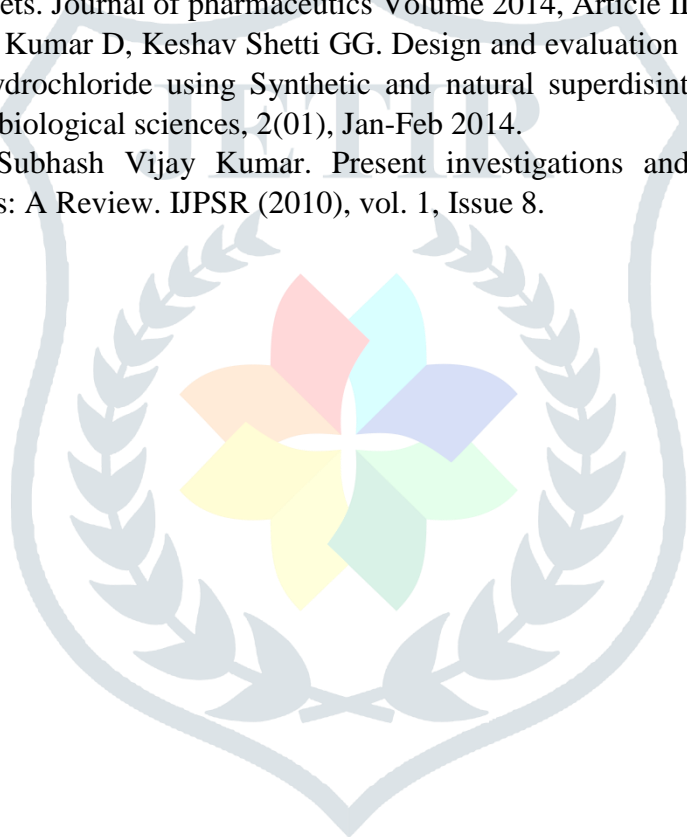 ets. Journal of pharmaceutics Volume 2014, Article I
Kumar D, Keshav Shetti GG. Design and evaluation
ydrochloride using Synthetic and natural superdisint
biological sciences, 2(01), Jan-Feb 2014.
Subhash Vijay Kumar. Present investigations and
s: A Review. IJPSR (2010), vol. 1, Issue 8.
JETIR